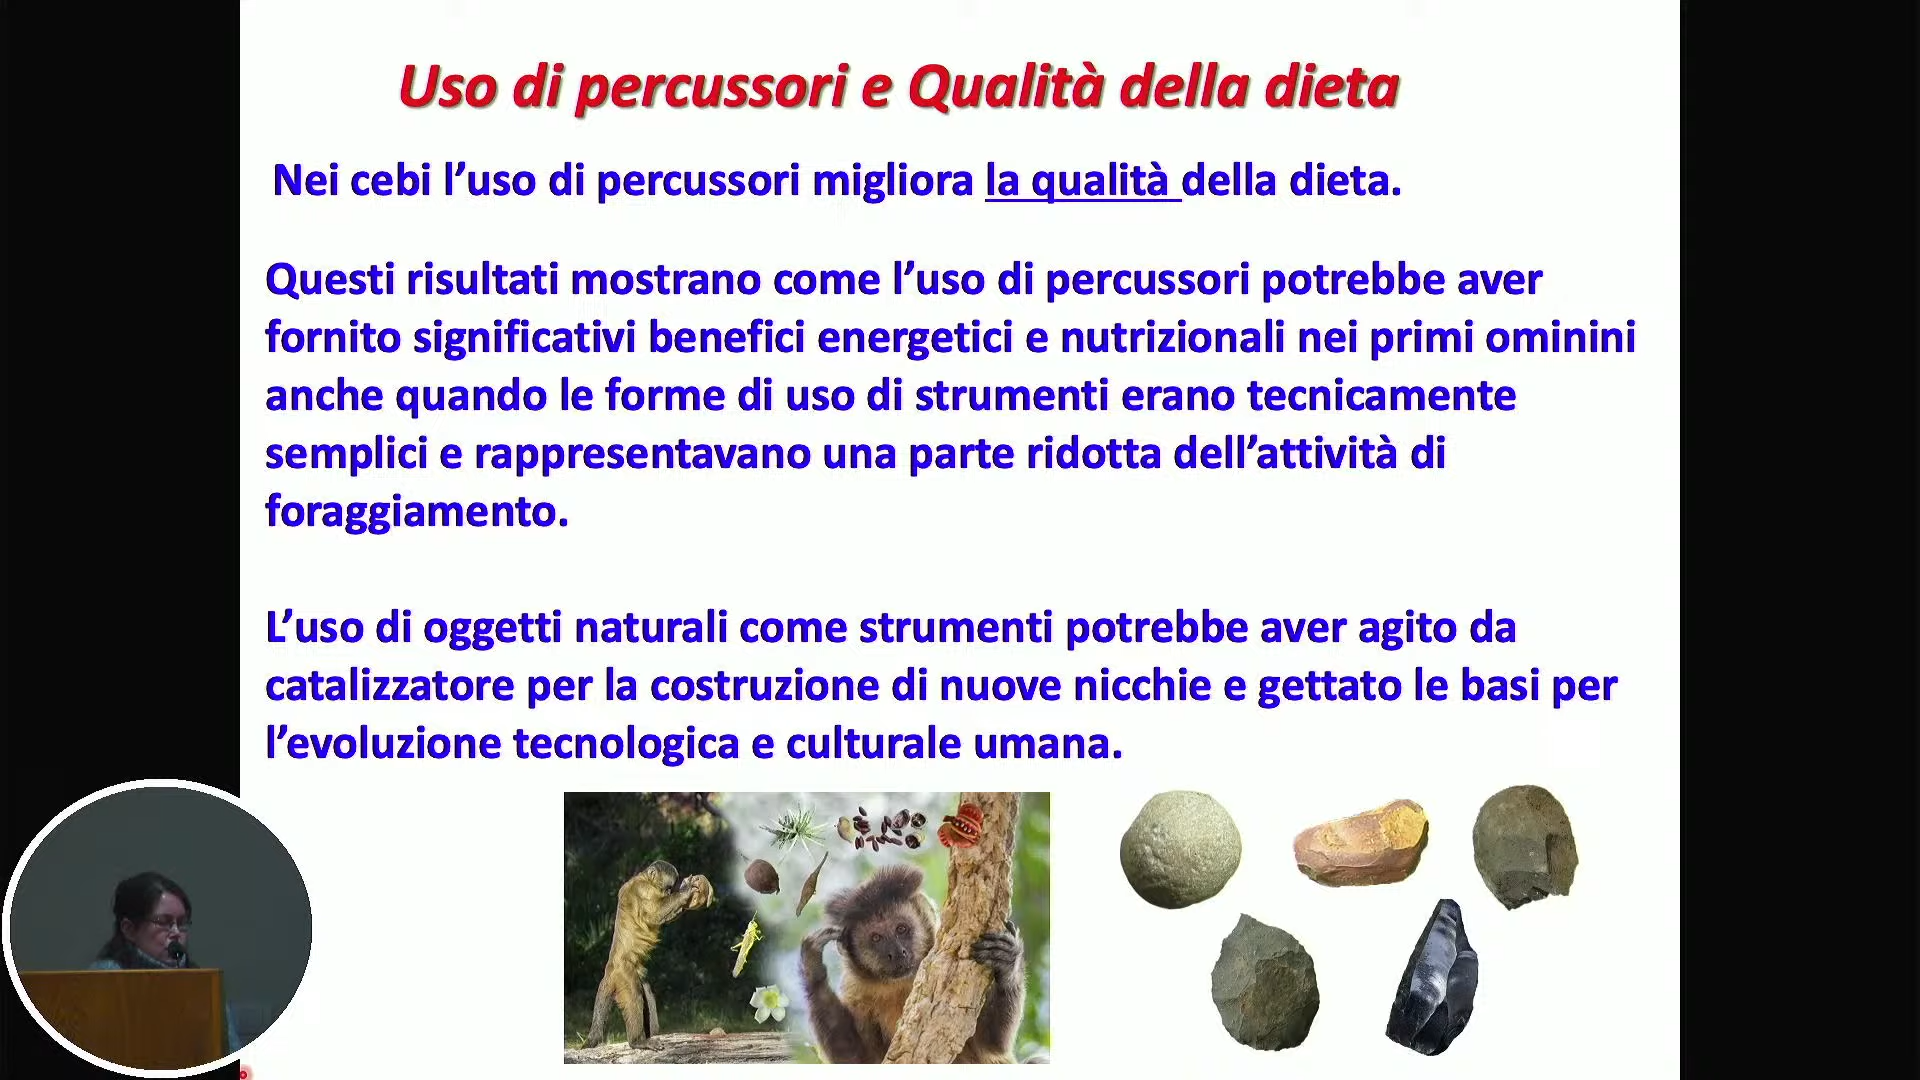 Uso di percussori e Qualità della dieta
Nei cebi l’uso di percussori migliora la qualità della dieta.
Questi risultati mostrano come l’uso di percussori potrebbe aver
fornito significativi benefici energetici e nutrizionali nei primi ominini
anche quando le forme di uso di strumenti erano tecnicamente
semplici e rappresentavano una parte ridotta dell’attività di
foraggiamento.
L’uso di oggetti naturali come strumenti potrebbe aver agito da
catalizzatore per la costruzione di nuove nicchie e gettato le basi per
l’evoluzione tecnologica e culturale umana.